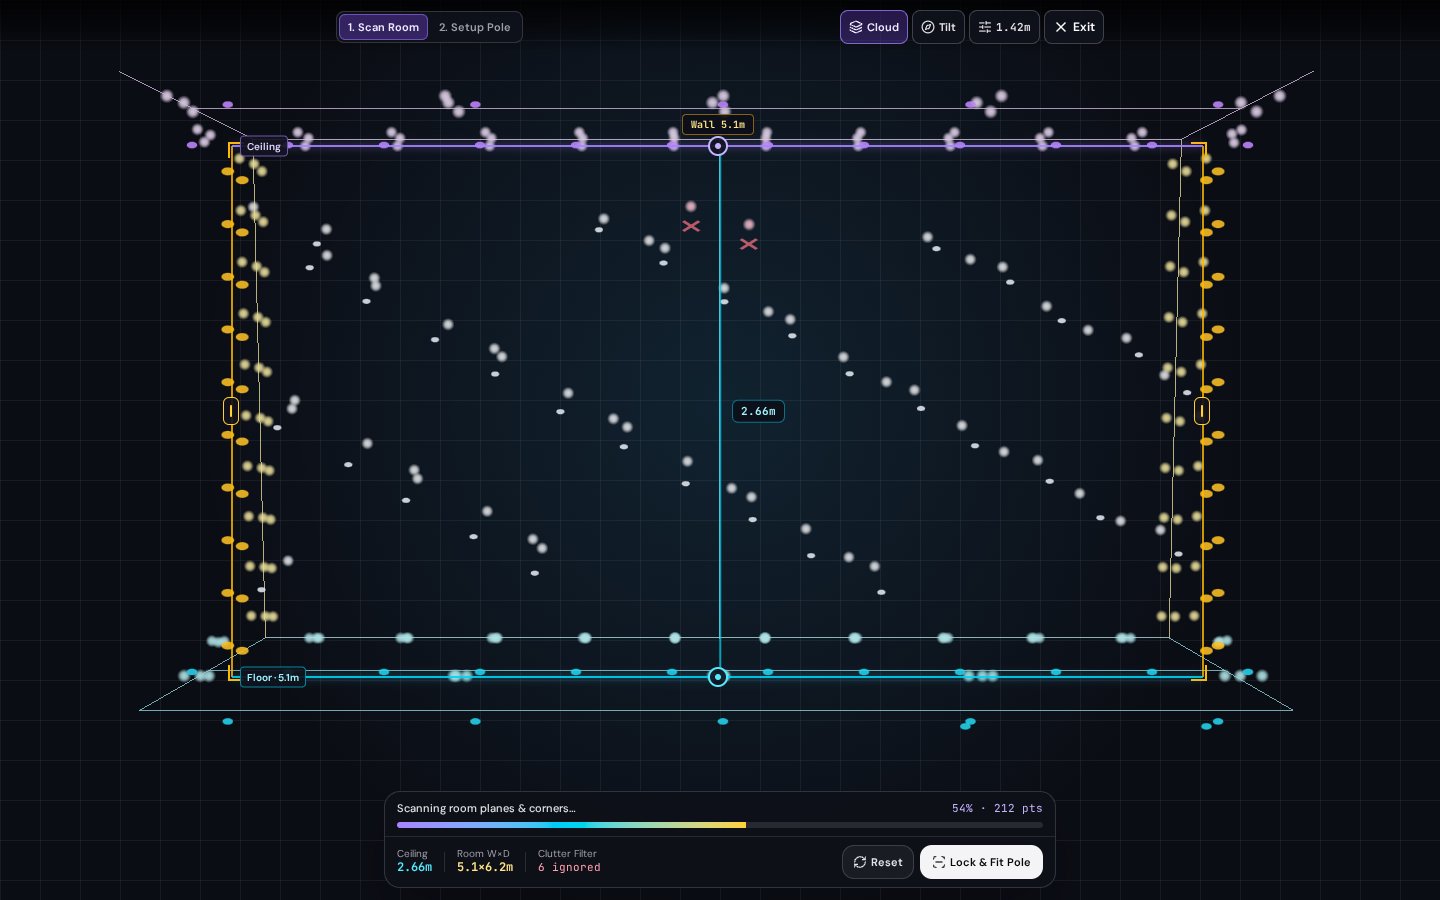 1. Scan Room
2. Setup Pole
Cloud
Tilt
1.42m
Exit
Wall 5.1m
Ceiling
2.66m
Floor · 5.1m
Scanning room planes & corners…
54% · 212 pts
Ceiling
2.66m
Room W×D
5.1×6.2m
Clutter Filter
6 ignored
Reset
Lock & Fit Pole